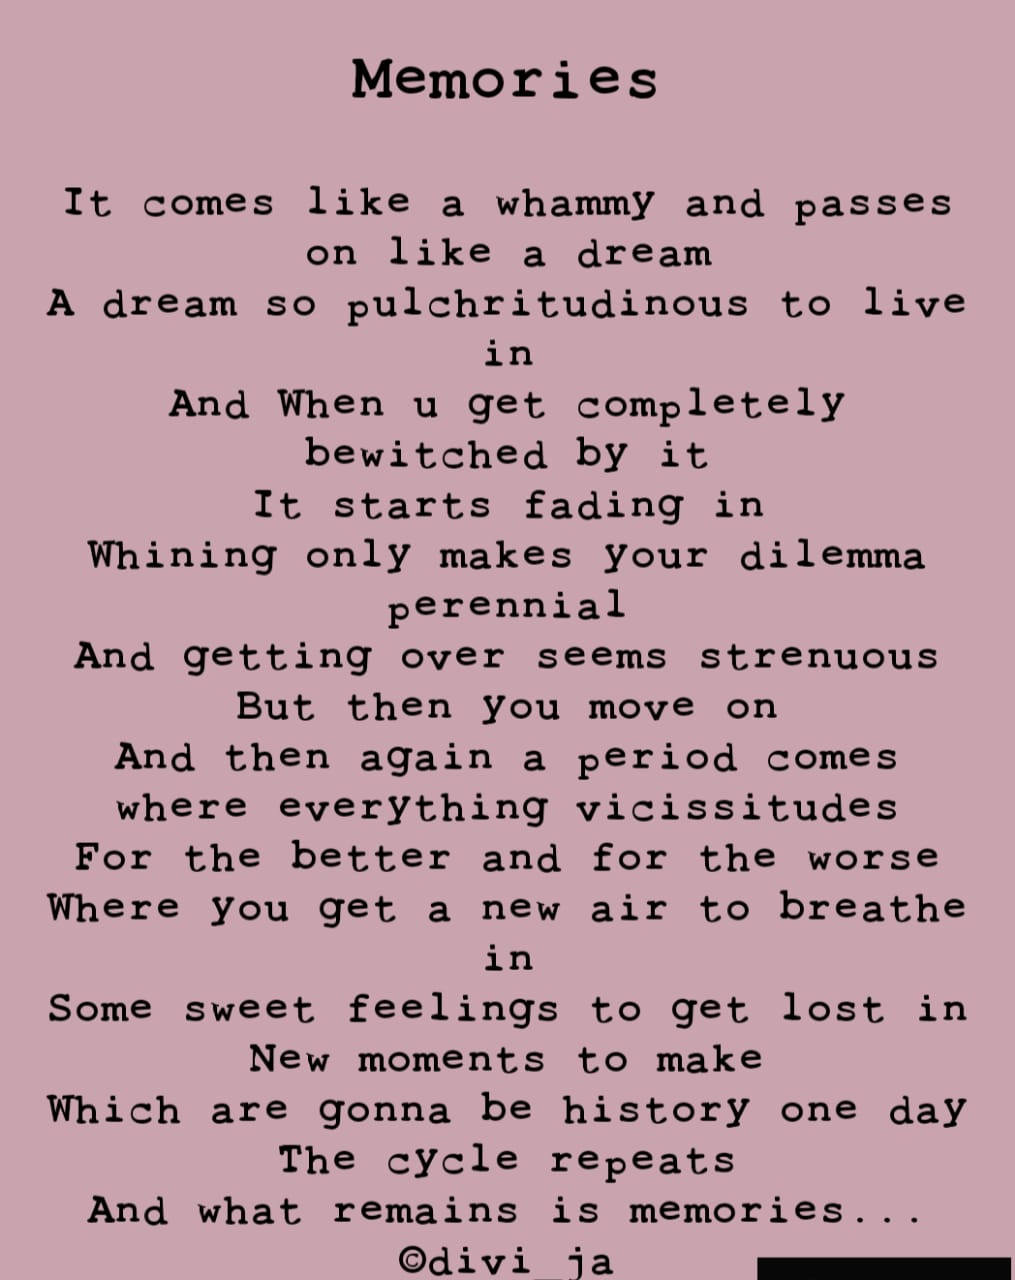 Memories
It comes like a whammy and passes
on like a dream
A dream so pulchritudinous to live
in
And When u get completely
bewitched by it
It starts fading in
Whining only makes your dilemma
perennial
And getting over seems strenuous
But then you move on
And then again a period comes
where everything vicissitudes
For the better and for the worse
Where you get a new air to breathe
in
Some sweet feelings to get lost in
New moments to make
Which are gonna be history one day
The cycle repeats
And what remains is memories...
©divi_ja